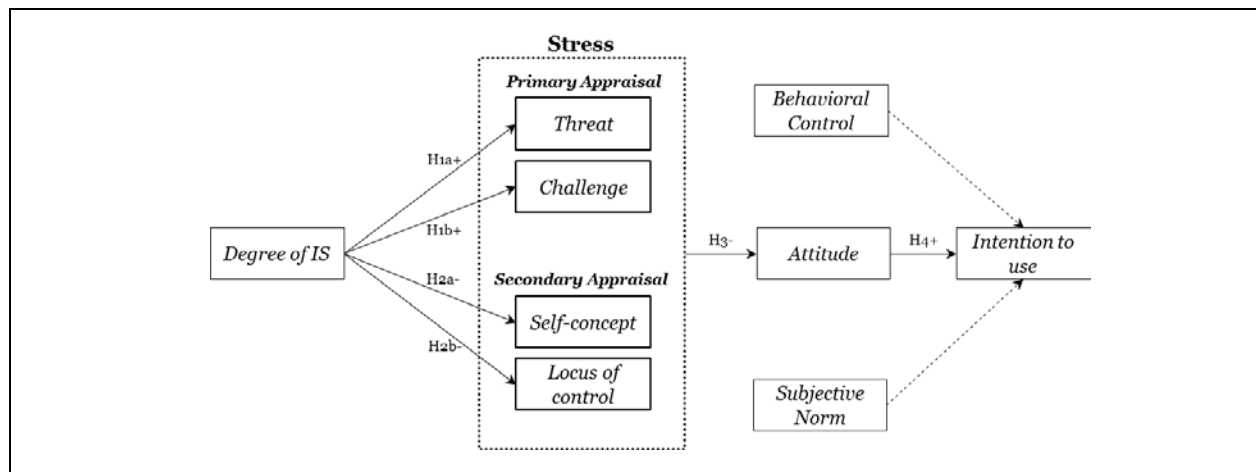 Stress
Primary Appraisal
Threat
Challenge
H1a+
H1b+
Degree of IS
H2a-
H2b-
Secondary Appraisal
Self-concept
Locus of
control
H3-
Attitude
H4+
Behavioral
Control
Intention to
use
Subjective
Norm